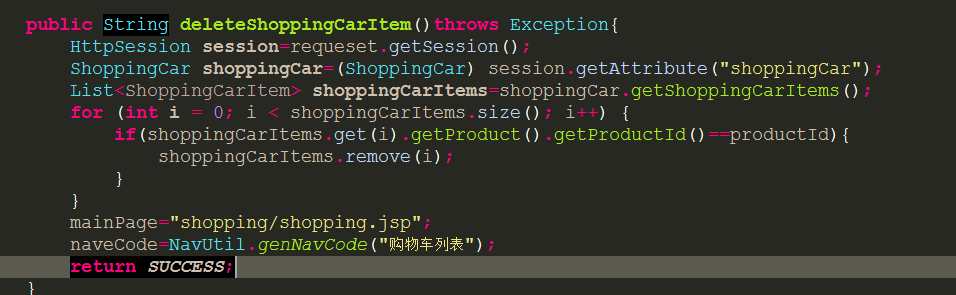 public String deleteShoppingCarItem()throws Exception{
HttpSession session=requeset.getSession();
ShoppingCar shoppingCar=(ShoppingCar) session.getAttribute("shoppingCar");
List<ShoppingCarItem> shoppingCarItems=shoppingCar.getShoppingCarItems();
for (int i = 0; i < shoppingCarItems.size(); i++) {
if(shoppingCarItems.get(i).getProduct().getProductId()==productId){
shoppingCarItems.remove(i);
}
}
mainPage="shopping/shopping.jsp";
naveCode=NavUtil.genNavCode("购物车列表");
return SUCCESS;
}